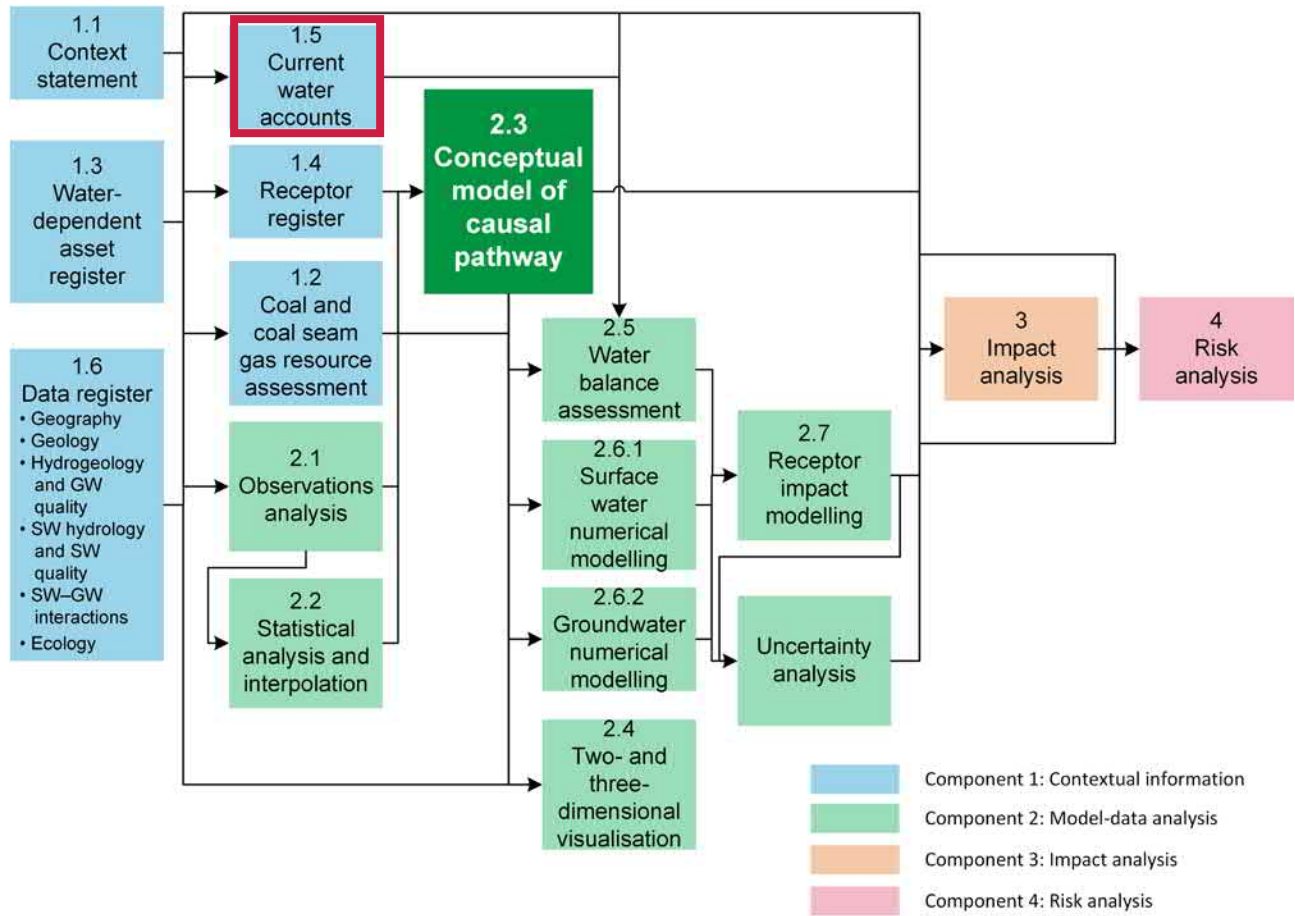 1.1
Context
statement
1.5
Current
water
accounts
2.3
Conceptual
model of
causal
pathway
1.3
Water-
dependent
asset
register
1.4
Receptor
register
1.2
Coal and
coal seam
gas resource
assessment
1.6
Data register
• Geography
• Geology
• Hydrogeology
and GW
quality
• SW hydrology
and SW
quality
• SW–GW
interactions
• Ecology
2.1
Observations
analysis
2.2
Statistical
analysis and
interpolation
2.5
Water
balance
assessment
2.6.1
Surface
water
numerical
modelling
2.6.2
Groundwater
numerical
modelling
2.4
Two- and
three-
dimensional
visualisation
2.7
Receptor
impact
modelling
Uncertainty
analysis
3
Impact
analysis
4
Risk
analysis
Component 1: Contextual information
Component 2: Model-data analysis
Component 3: Impact analysis
Component 4: Risk analysis